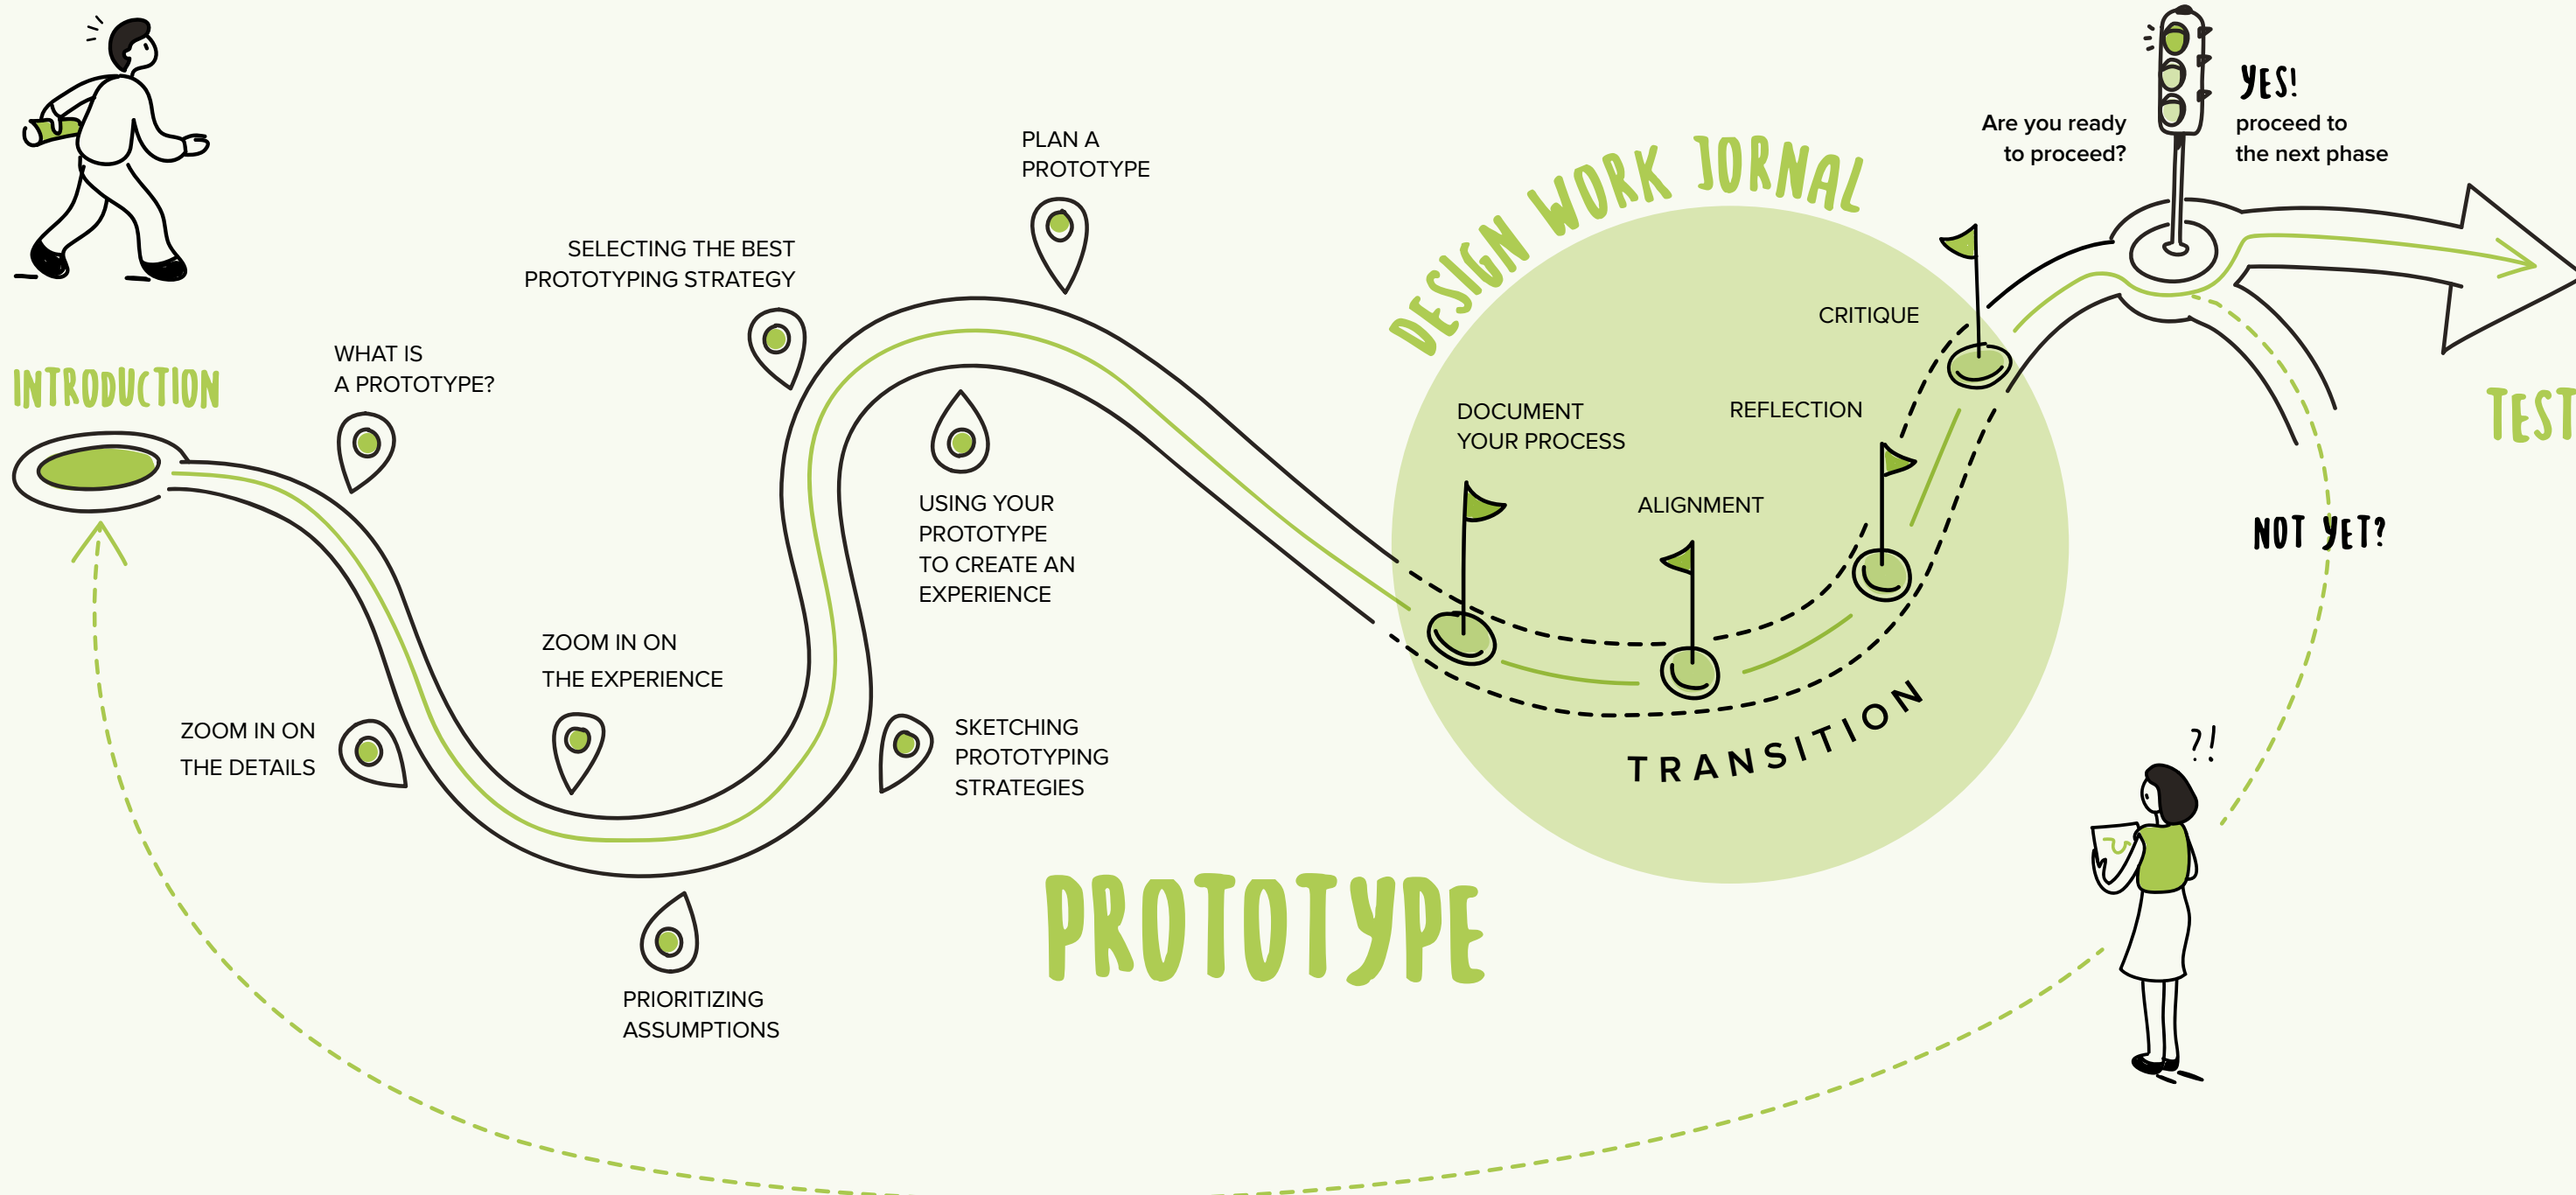 INTRODUCTION
WHAT IS
A PROTOTYPE?
ZOOM IN ON
THE DETAILS
ZOOM IN ON
THE EXPERIENCE
PRIORITIZING
ASSUMPTIONS
SKETCHING
PROTOTYPING
STRATEGIES
SELECTING THE BEST
PROTOTYPING STRATEGY
USING YOUR
PROTOTYPE
TO CREATE AN
EXPERIENCE
PLAN A
PROTOTYPE
PROTOTYPE
DESIGN WORK JORNAL
DOCUMENT
YOUR PROCESS
ALIGNMENT
REFLECTION
CRITIQUE
TRANSITION
Are you ready
to proceed?
YES!
proceed to
the next phase
TEST
NOT YET?
?!